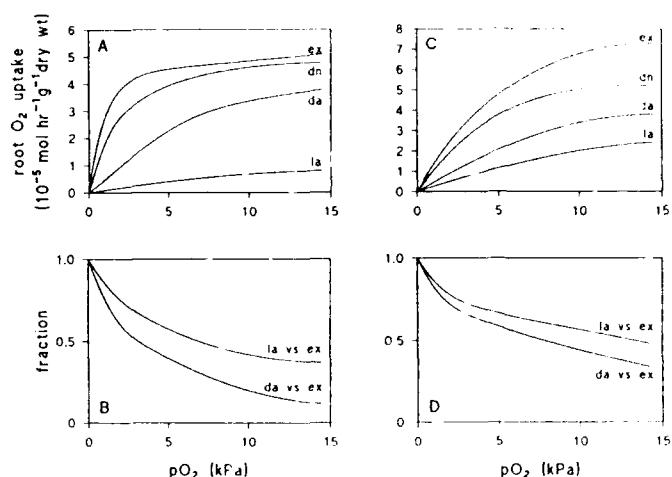 root O₂ uptake
(10⁻⁵ mol hr⁻¹g⁻¹dry wt)
A
6
5
4
3
2
1
0
ex
dn
da
la
0 5 10 15
C
8
7
6
5
4
3
2
1
0
ex
dn
la
0 5 10 15
fraction
B
1.0
0.5
0
la vs ex
da vs ex
0 5 10 15
pO₂ (kPa)
D
1.0
0.5
0
la vs ex
da vs ex
0 5 10 15
pO₂ (kPa)